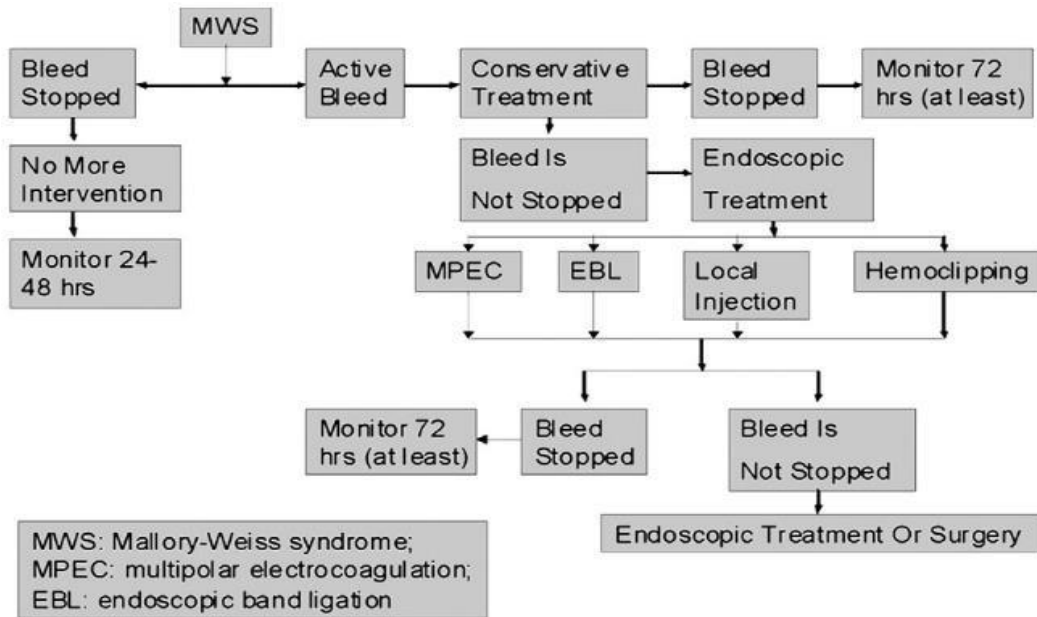 MWS
Bleed
Stopped
Active
Bleed
Conservative
Treatment
Bleed
Stopped
Monitor 72
hrs (at least)
No More
Intervention
Bleed Is
Not Stopped
Endoscopic
Treatment
Monitor 24-
48 hrs
MPEC
EBL
Local
Injection
Hemoclipping
Monitor 72
hrs (at least)
Bleed
Stopped
Bleed Is
Not Stopped
Endoscopic Treatment Or Surgery
MWS: Mallory-Weiss syndrome;
MPEC: multipolar electrocoagulation;
EBL: endoscopic band ligation